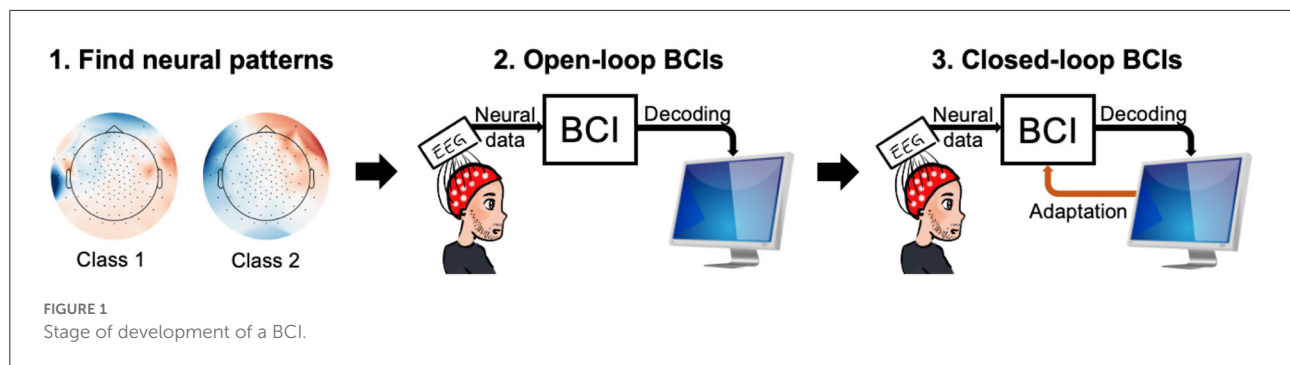 1. Find neural patterns
2. Open-loop BCIs
3. Closed-loop BCIs
Class 1
Class 2
EEG
Neural
data
BCI
Decoding
EEG
Neural
data
BCI
Decoding
Adaptation
FIGURE 1
Stage of development of a BCI.